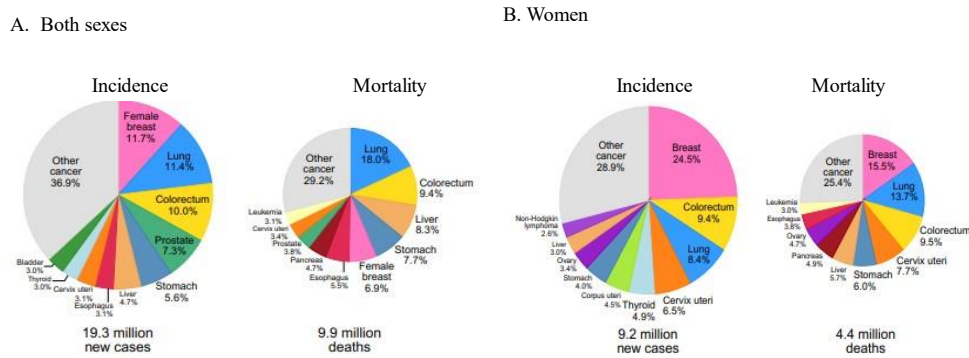 A. Both sexes
B. Women
Incidence
Female
breast
11.7%
Lung
11.4%
Colorectum
10.0%
Prostate
7.3%
Stomach
5.6%
Liver
4.7%
Esophagus
3.1%
Cervix uteri
3.1%
Thyroid
3.0%
Bladder
3.0%
Other
cancer
36.9%
19.3 million
new cases
Mortality
Lung
18.0%
Colorectum
9.4%
Liver
8.3%
Stomach
7.7%
Female
breast
6.9%
Esophagus
5.5%
Pancreas
4.7%
Prostate
3.8%
Cervix uteri
3.4%
Leukemia
3.1%
Other
cancer
29.2%
9.9 million
deaths
Incidence
Breast
24.5%
Colorectum
9.4%
Lung
8.4%
Cervix uteri
6.5%
Thyroid
4.9%
Corpus uteri
4.5%
Stomach
4.0%
Ovary
3.4%
Liver
3.0%
Non-Hodgkin
lymphoma
2.6%
Other
cancer
28.9%
9.2 million
new cases
Mortality
Breast
15.5%
Lung
13.7%
Colorectum
9.5%
Cervix uteri
7.7%
Stomach
6.0%
Liver
5.7%
Pancreas
4.9%
Ovary
4.7%
Esophagus
3.8%
Leukemia
3.0%
Other
cancer
25.4%
4.4 million
deaths